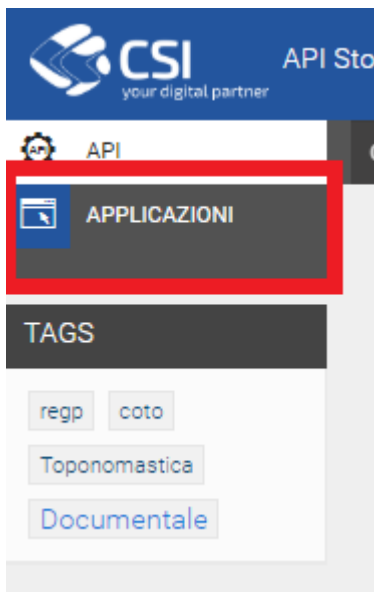 CSI
your digital partner
API Sto
API
APPLICAZIONI
TAGS
regp coto
Toponomastica
Documentale